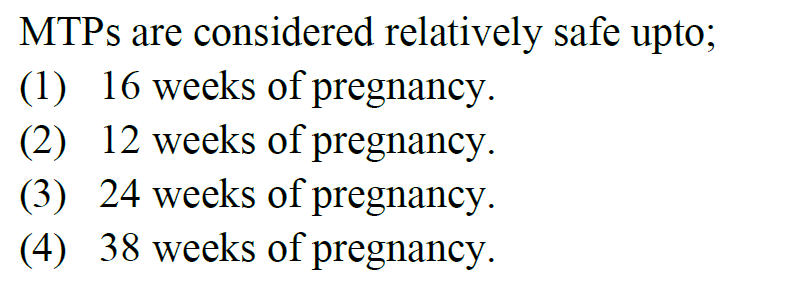 MTPs are considered relatively safe upto;
(1) 16 weeks of pregnancy.
(2) 12 weeks of pregnancy.
(3) 24 weeks of pregnancy.
(4) 38 weeks of pregnancy.